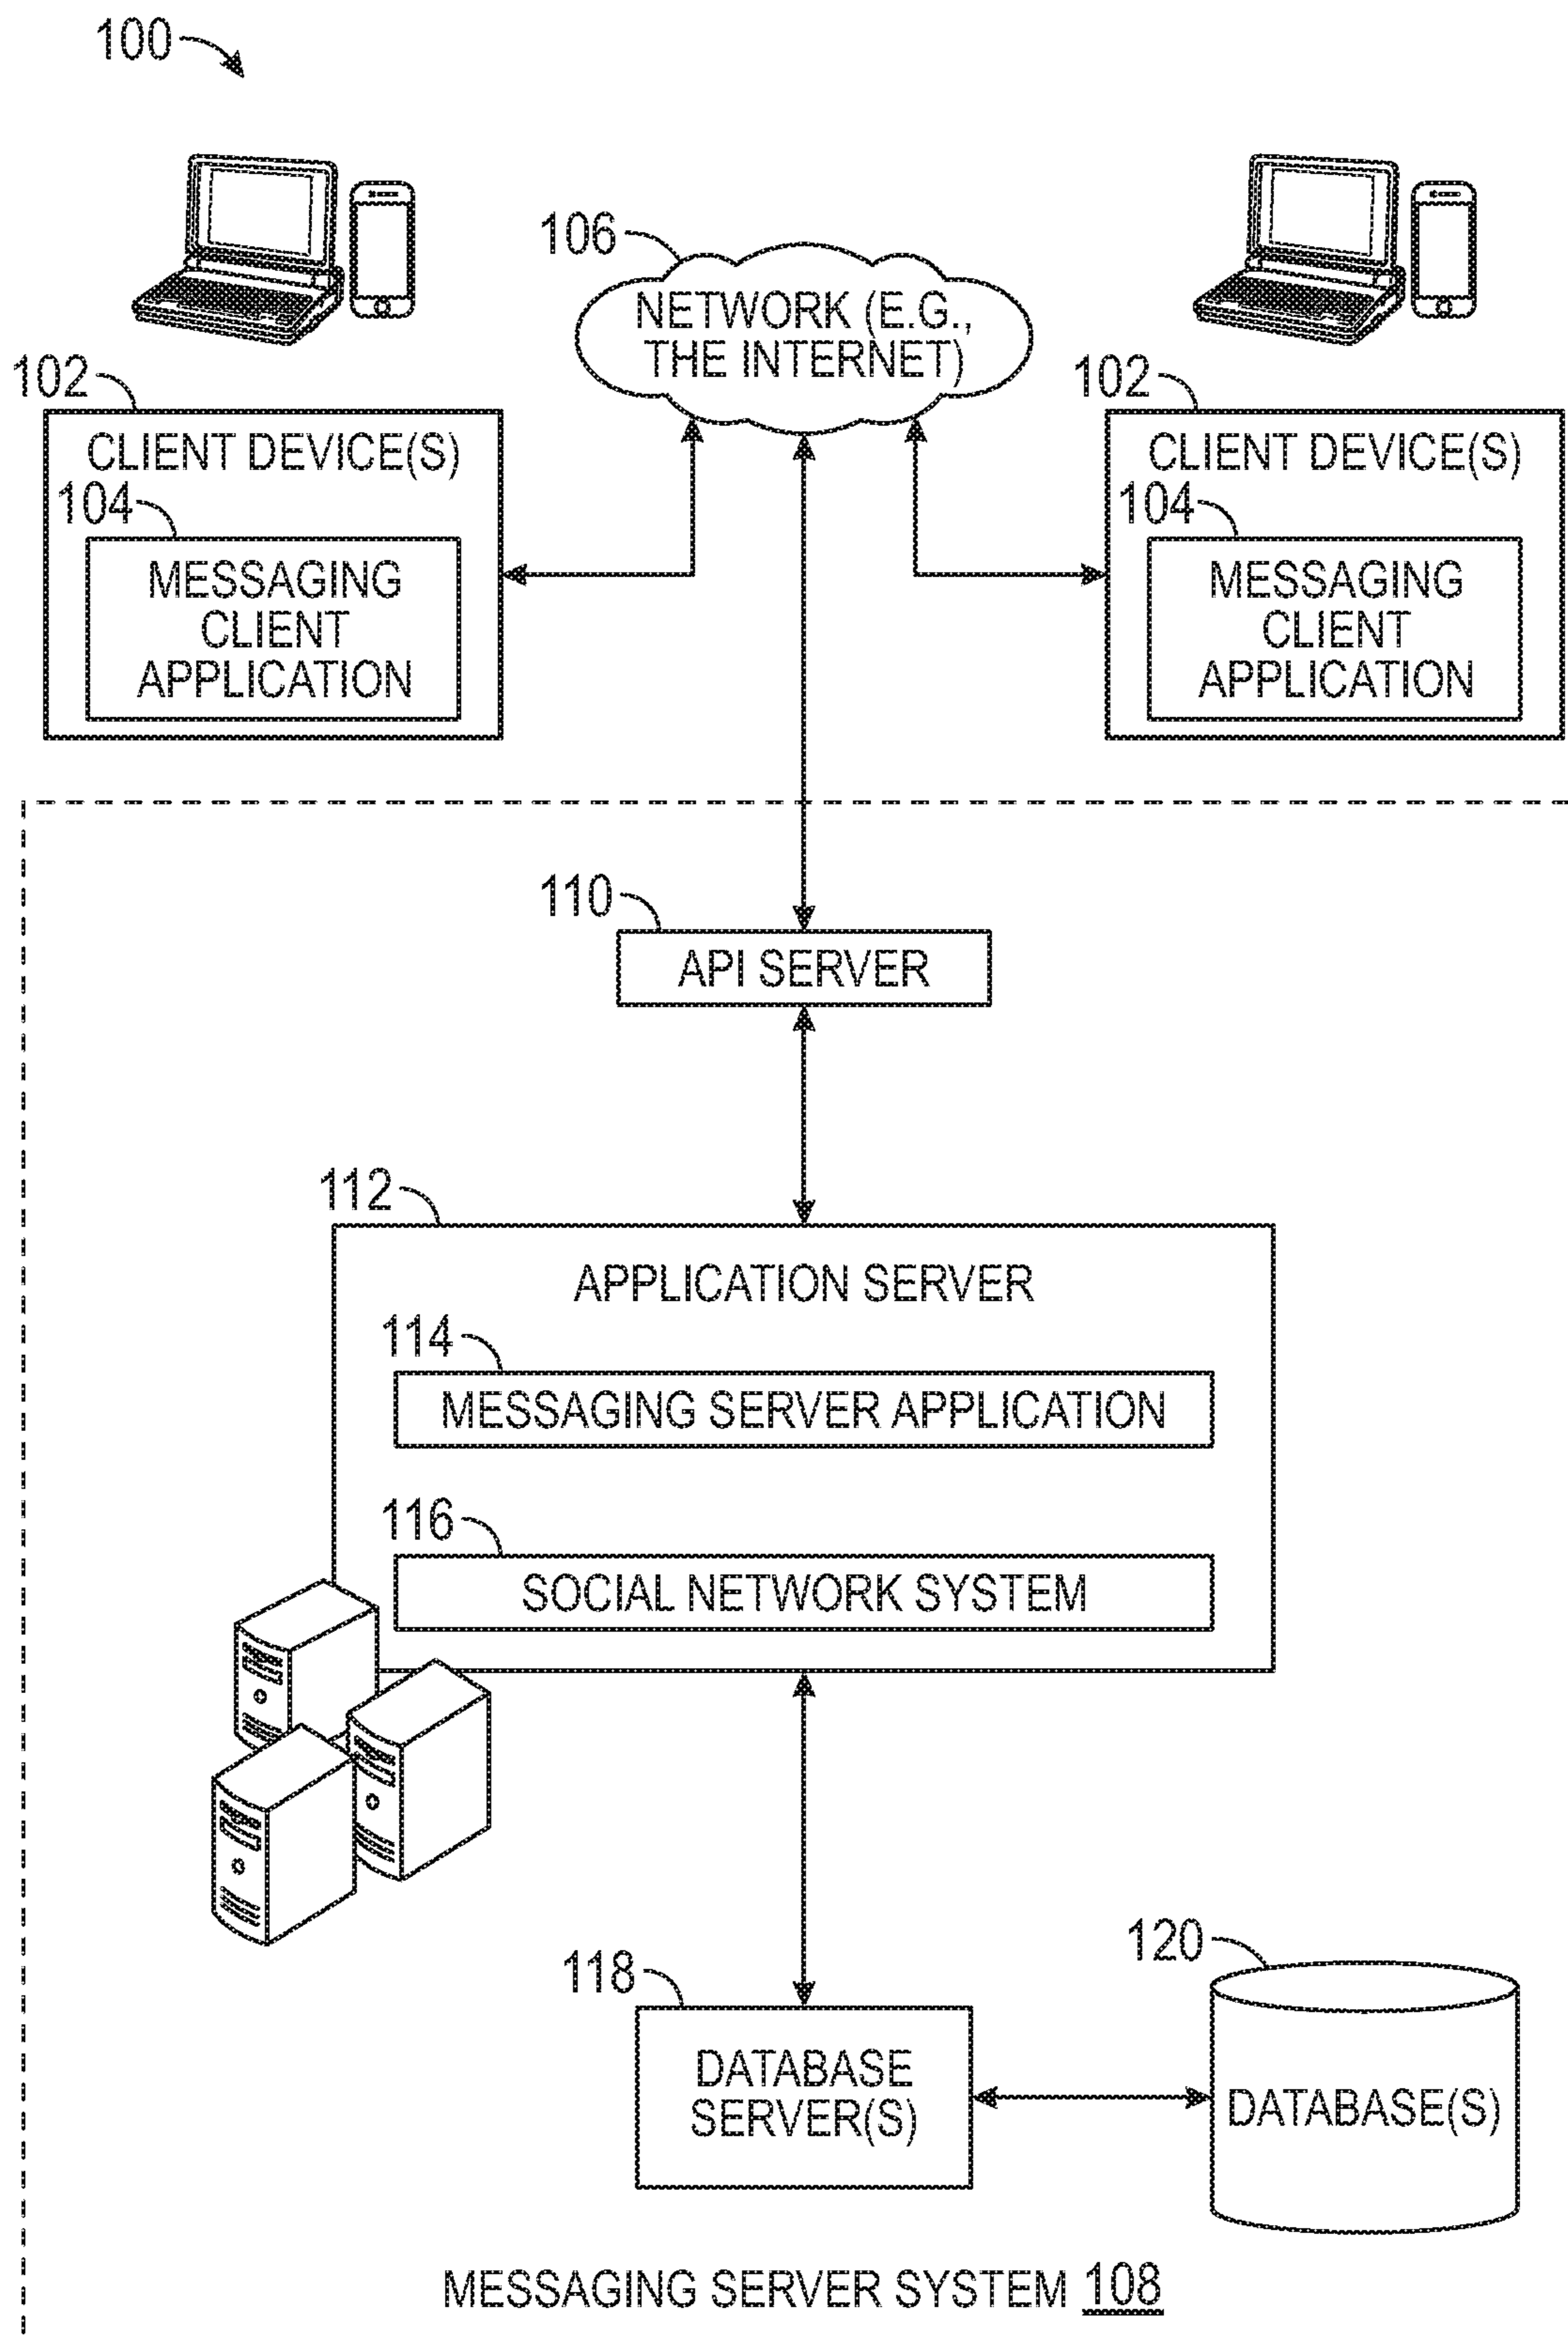 100
106
NETWORK (E.G.,
THE INTERNET)
102
CLIENT DEVICE(S)
104
MESSAGING
CLIENT
APPLICATION
102
CLIENT DEVICE(S)
104
MESSAGING
CLIENT
APPLICATION
110
API SERVER
112
APPLICATION SERVER
114
MESSAGING SERVER APPLICATION
116
SOCIAL NETWORK SYSTEM
118
DATABASE
SERVER(S)
120
DATABASE(S)
MESSAGING SERVER SYSTEM 108